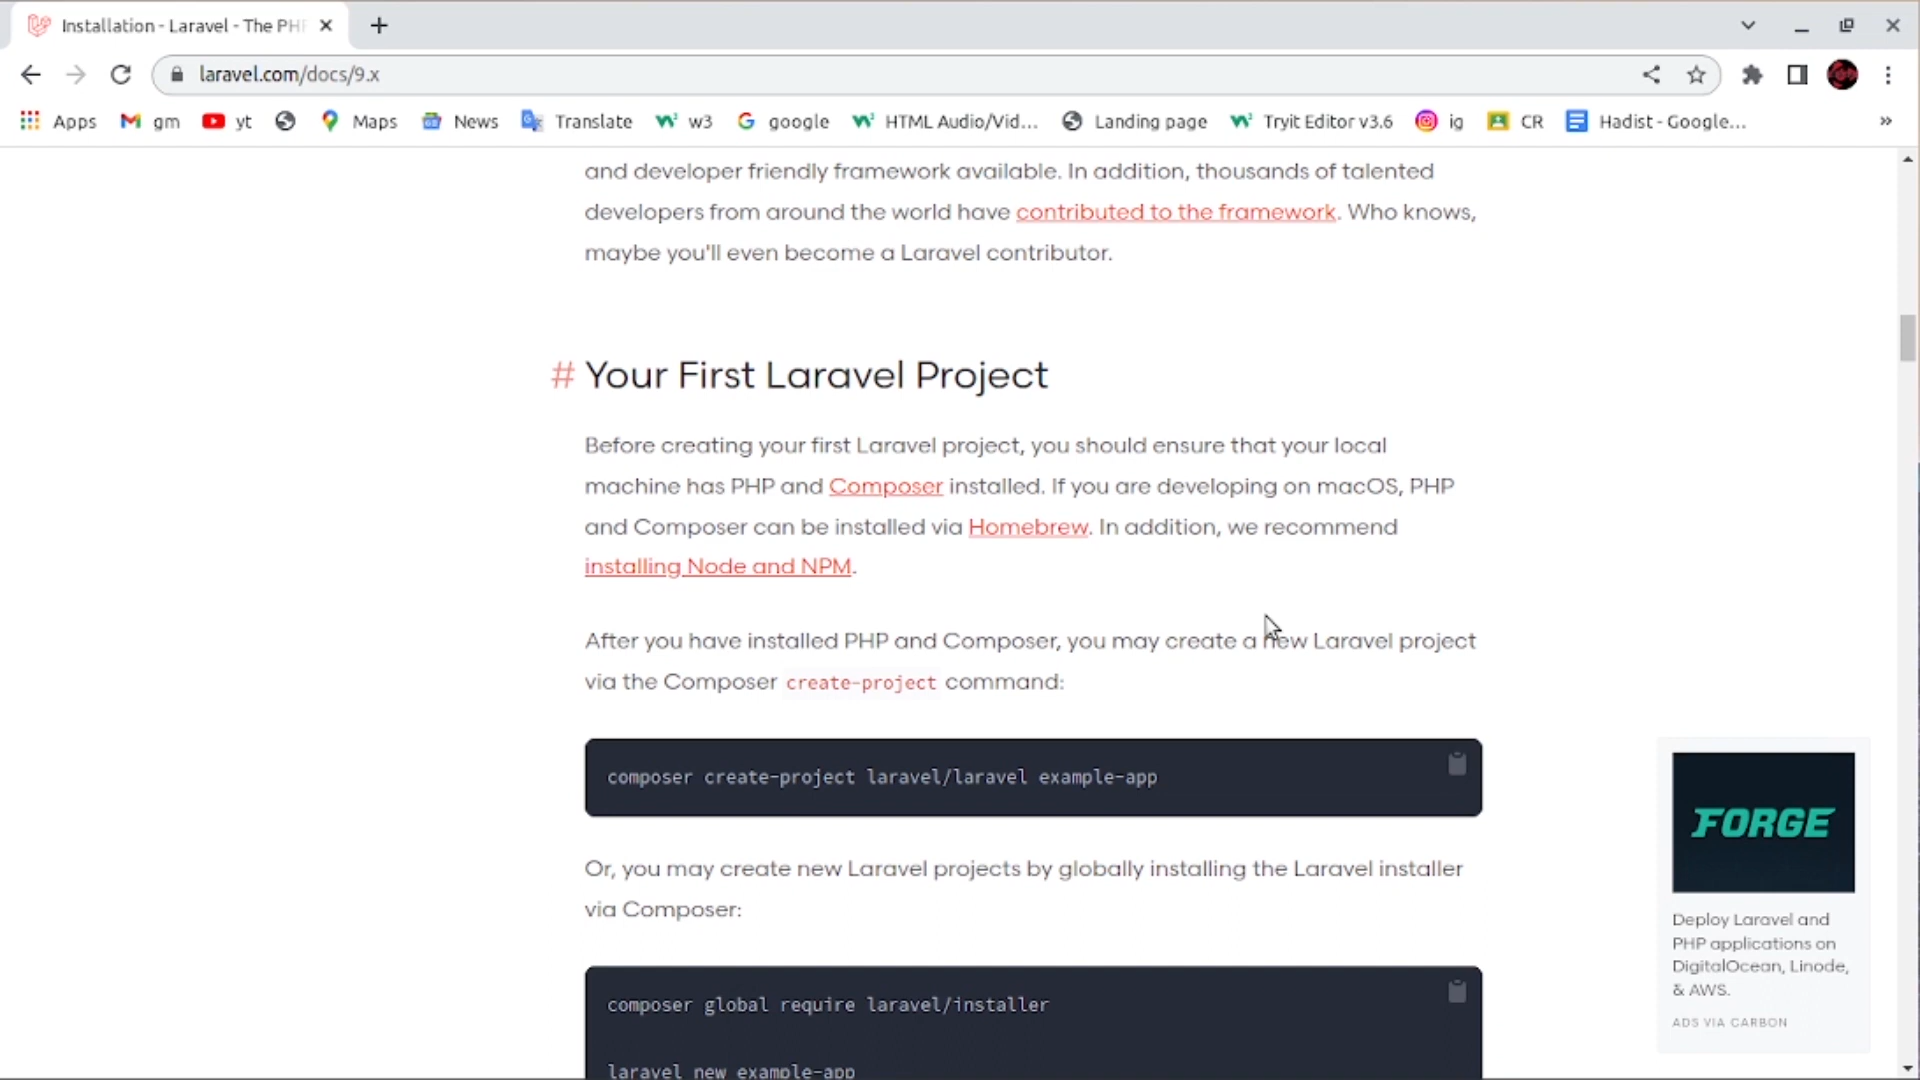 Installation - Laravel - The PHP
laravel.com/docs/9.x
Apps gm yt Maps News Translate w3 google HTML Audio/Vid... Landing page Tryit Editor v3.6 ig CR Hadist - Google... »
and developer friendly framework available. In addition, thousands of talented
developers from around the world have contributed to the framework. Who knows,
maybe you'll even become a Laravel contributor.
# Your First Laravel Project
Before creating your first Laravel project, you should ensure that your local
machine has PHP and Composer installed. If you are developing on macOS, PHP
and Composer can be installed via Homebrew. In addition, we recommend
installing Node and NPM.
After you have installed PHP and Composer, you may create a new Laravel project
via the Composer create-project command:
composer create-project laravel/laravel example-app
Or, you may create new Laravel projects by globally installing the Laravel installer
via Composer:
composer global require laravel/installer
laravel new example-app
FORGE
Deploy Laravel and
PHP applications on
DigitalOcean, Linode,
& AWS.
ADS VIA CARBON